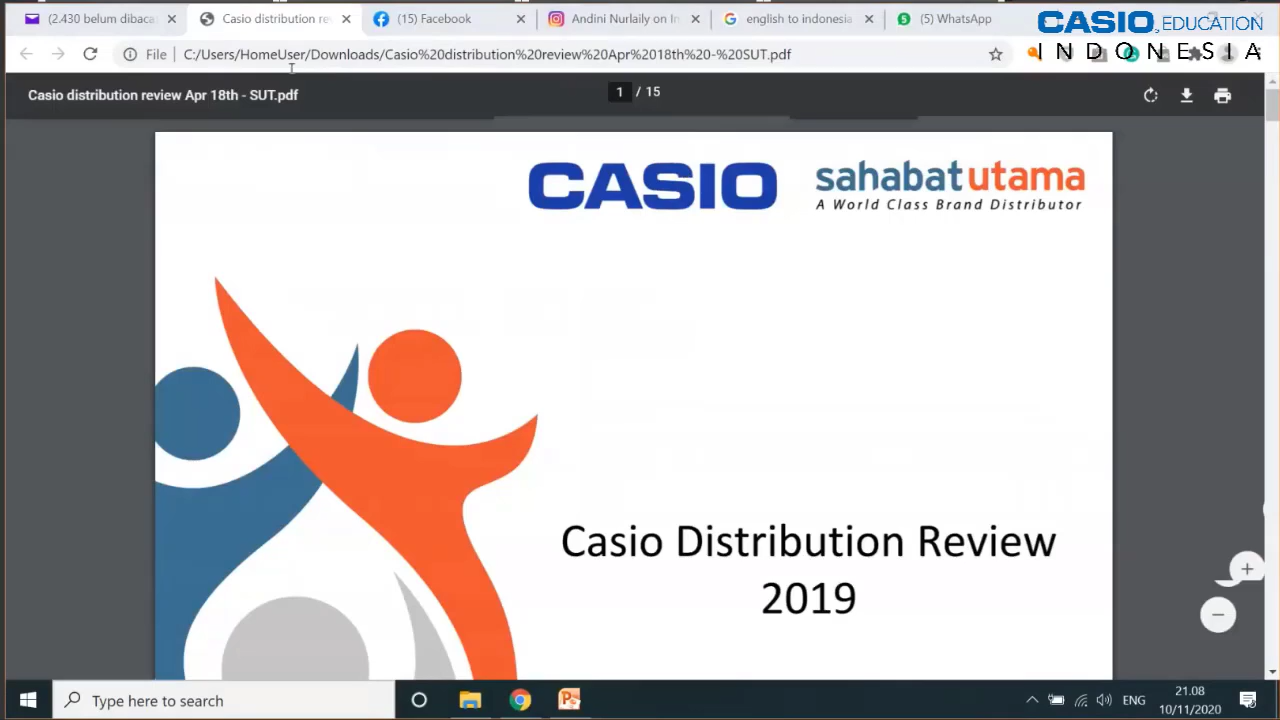 (2.430 belum dibaca
Casio distribution re
(15) Facebook
Andini Nurlaily on In
english to indonesia
(5) WhatsApp
CASIO EDUCATION
INDONESIA
File
C:/Users/HomeUser/Downloads/Casio%20distribution%20review%20Apr%2018th%20-%20SUT.pdf
Casio distribution review Apr 18th - SUT.pdf
1 / 15
CASIO
sahabat utama
A World Class Brand Distributor
Casio Distribution Review
2019
Type here to search
ENG
21.08
10/11/2020